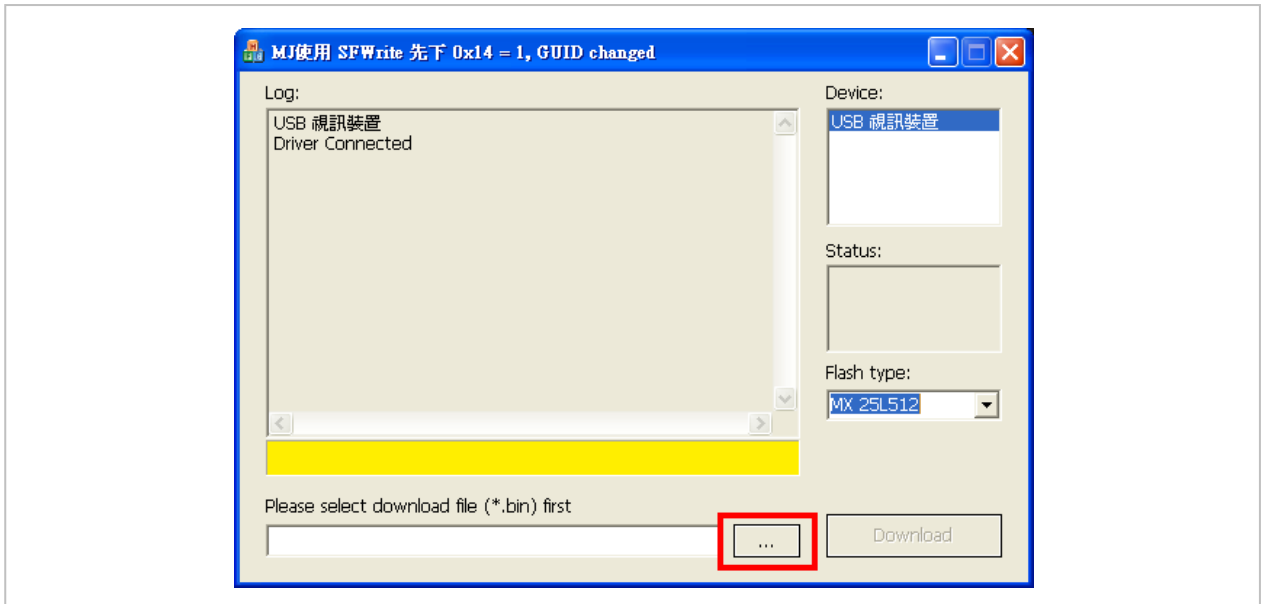 MJ使用 SFWrite 先下 0x14 = 1, GUID changed
Log:
USB 視訊裝置
Driver Connected
Device:
USB 視訊裝置
Status:
Flash type:
MX 25L512
Please select download file (*.bin) first
...
Download